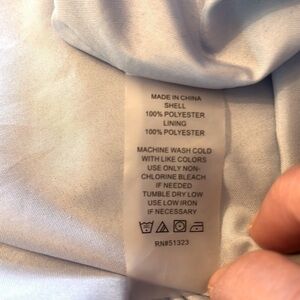 MADE IN CHINA
SHELL
100% POLYESTER
LINING
100% POLYESTER
MACHINE WASH COLD
WITH LIKE COLORS
USE ONLY NON-
CHLORINE BLEACH
IF NEEDED
TUMBLE DRY LOW
USE LOW IRON
IF NECESSARY
RN#51323